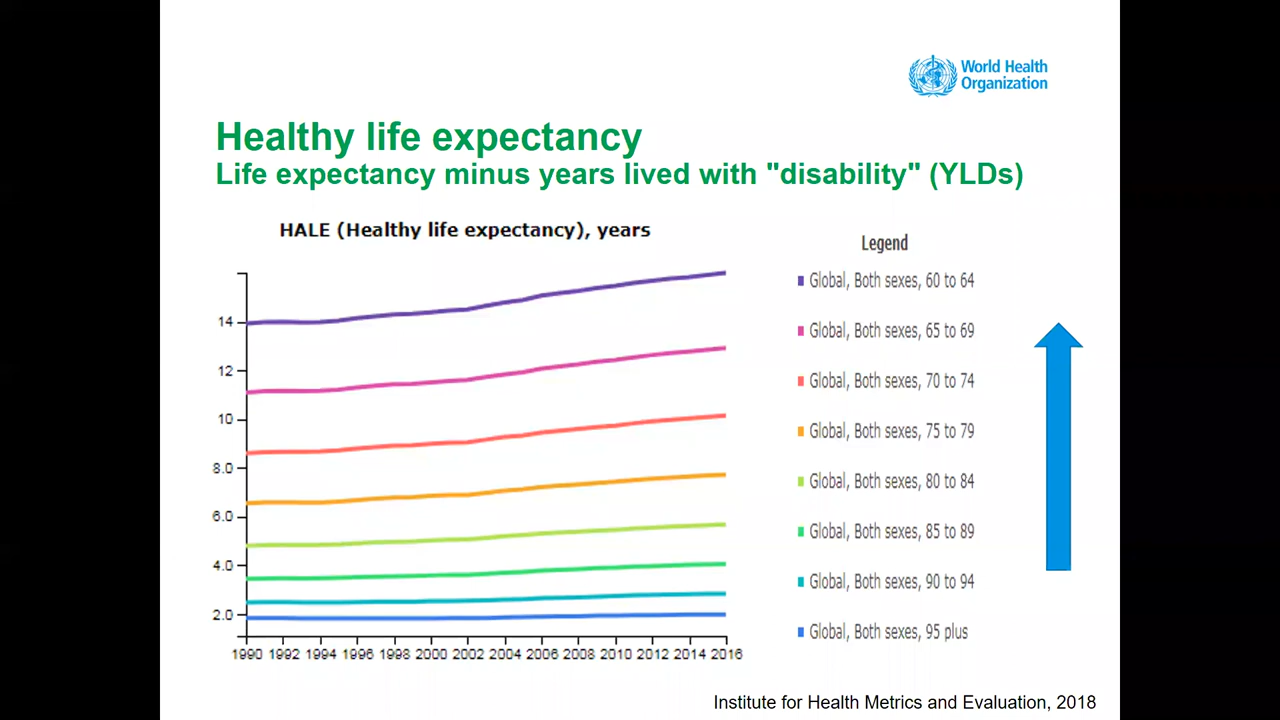 World Health
Organization
Healthy life expectancy
Life expectancy minus years lived with "disability" (YLDs)
HALE (Healthy life expectancy), years
14
12
10
8.0
6.0
4.0
2.0
1990 1992 1994 1996 1998 2000 2002 2004 2006 2008 2010 2012 2014 2016
Legend
Global, Both sexes, 60 to 64
Global, Both sexes, 65 to 69
Global, Both sexes, 70 to 74
Global, Both sexes, 75 to 79
Global, Both sexes, 80 to 84
Global, Both sexes, 85 to 89
Global, Both sexes, 90 to 94
Global, Both sexes, 95 plus
Institute for Health Metrics and Evaluation, 2018